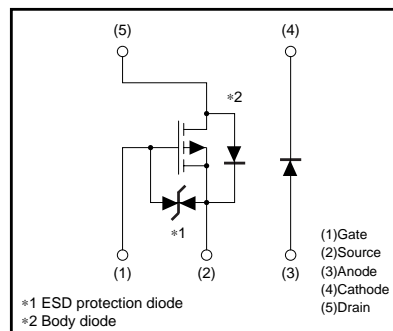 (5)
(4)
∗2
∗1
(1)
(2)
(3)
(1)Gate
(2)Source
(3)Anode
(4)Cathode
(5)Drain
∗1 ESD protection diode
∗2 Body diode